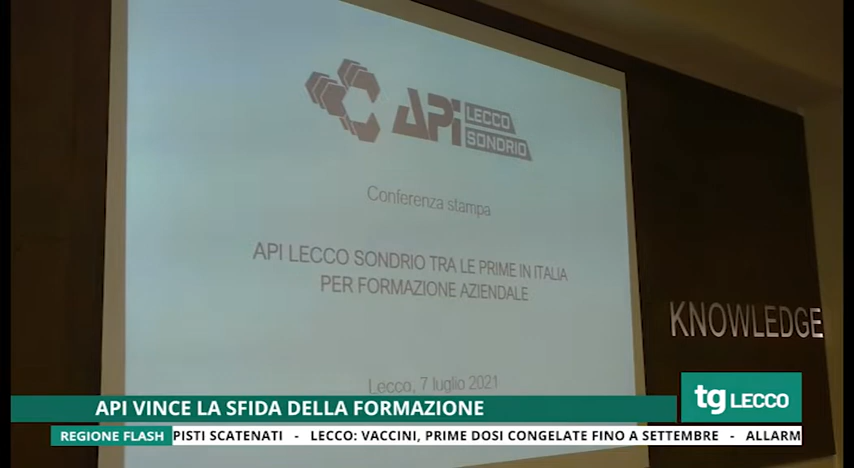 API LECCO SONDRIO
Conferenza stampa
API LECCO SONDRIO TRA LE PRIME IN ITALIA
PER FORMAZIONE AZIENDALE
Lecco, 7 luglio 2021
KNOWLEDGE
API VINCE LA SFIDA DELLA FORMAZIONE
tg LECCO
REGIONE FLASH PISTI SCATENATI - LECCO: VACCINI, PRIME DOSI CONGELATE FINO A SETTEMBRE - ALLARM